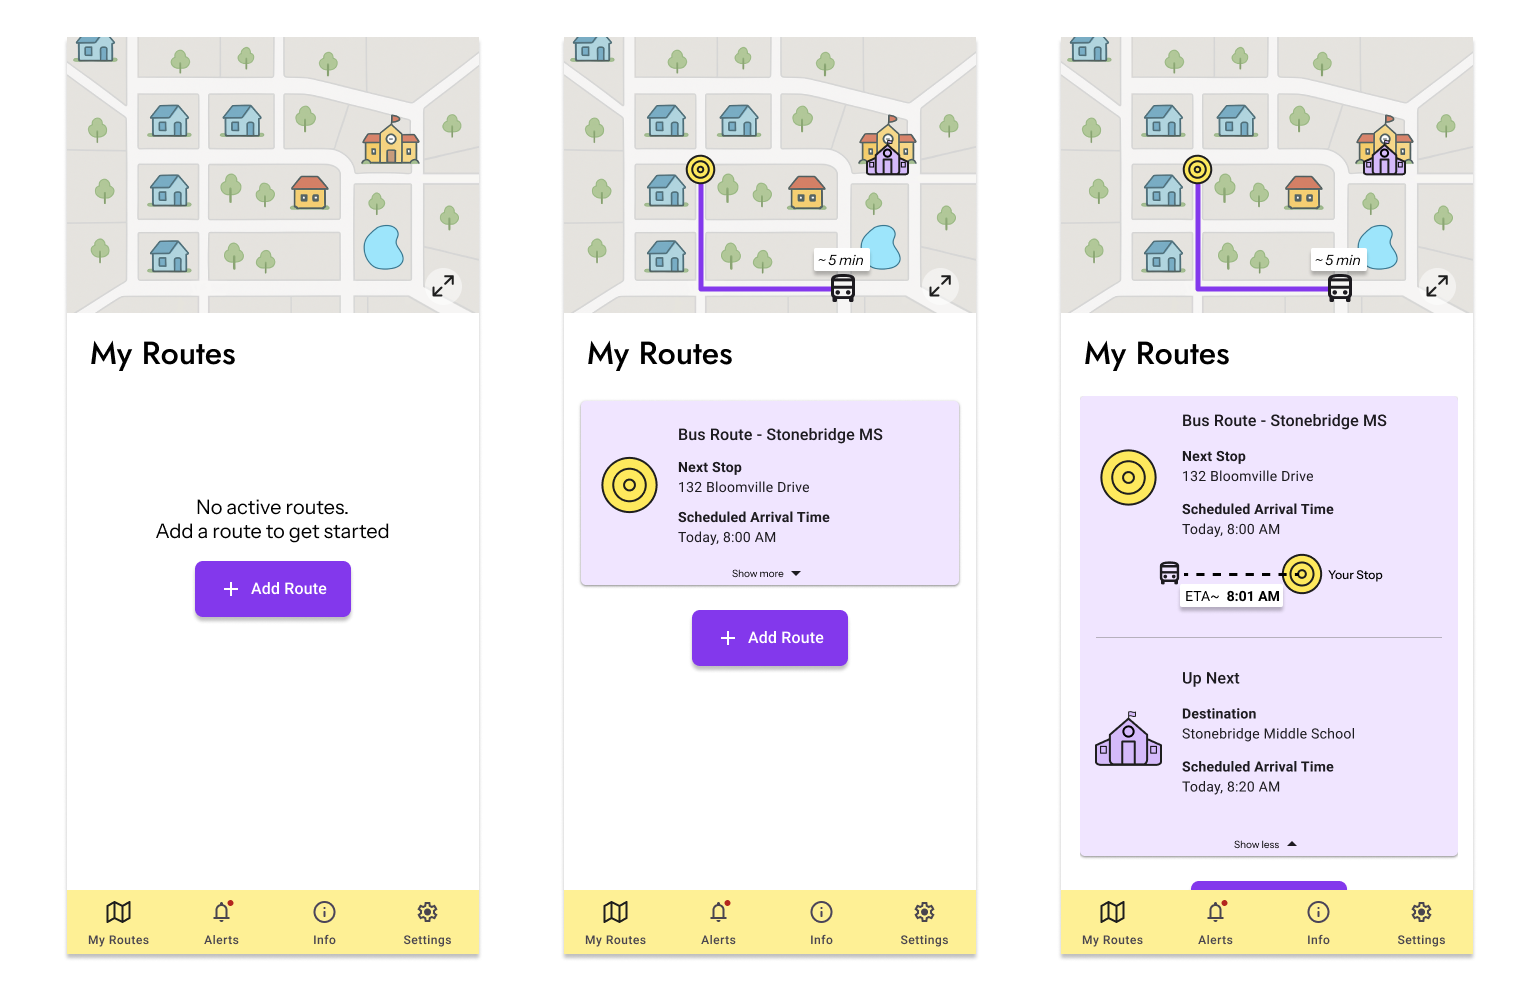 My Routes
No active routes.
Add a route to get started
+ Add Route
My Routes
Alerts
Info
Settings
~ 5 min
My Routes
Bus Route - Stonebridge MS
Next Stop
132 Bloomville Drive
Scheduled Arrival Time
Today, 8:00 AM
Show more
+ Add Route
My Routes
Alerts
Info
Settings
~ 5 min
My Routes
Bus Route - Stonebridge MS
Next Stop
132 Bloomville Drive
Scheduled Arrival Time
Today, 8:00 AM
Your Stop
ETA~ 8:01 AM
Up Next
Destination
Stonebridge Middle School
Scheduled Arrival Time
Today, 8:20 AM
Show less
My Routes
Alerts
Info
Settings